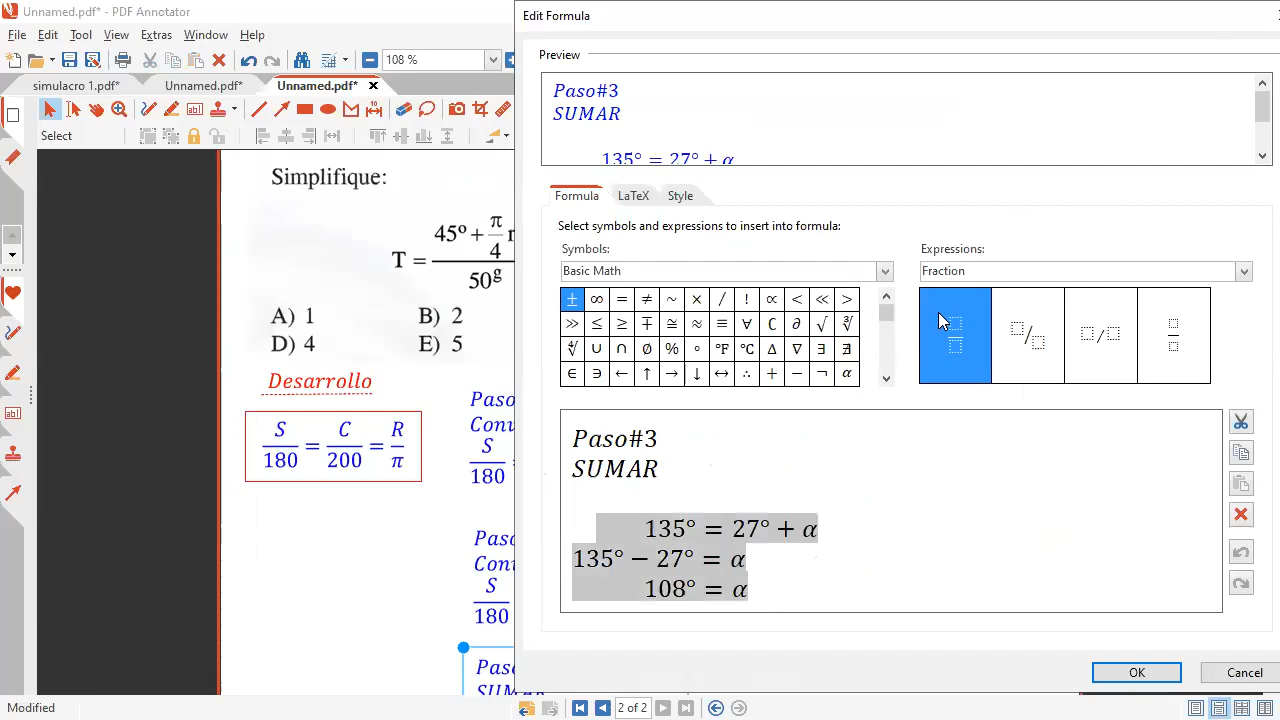 Unnamed.pdf* - PDF Annotator
File Edit Tool View Extras Window Help
108 %
simulacro 1.pdf* Unnamed.pdf* Unnamed.pdf*
Select
Simplifique:
T = 45º + π/4 r
50g
A) 1 B) 2
D) 4 E) 5
Desarrollo
S/180 = C/200 = R/π
Paso
Conv
S/180 =
Paso
Conv
S/180
Paso
SUMAR
Modified
2 of 2
Edit Formula
Preview
Paso#3
SUMAR
135° = 27° + α
Formula LaTeX Style
Select symbols and expressions to insert into formula:
Symbols: Expressions:
Basic Math Fraction
± ∞ = ≠ ~ × / ! ∝ < ≪ >
≫ ≤ ≥ ∓ ≅ ≈ ≡ ∀ ∁ ∂ √ ∛
∜ ∪ ∩ ∅ % ∘ °F °C ∆ ∇ ∃ ∄
∈ ∋ ← ↑ → ↓ ↔ ∴ + − ¬ α
Paso#3
SUMAR
135° = 27° + α
135° − 27° = α
108° = α
OK Cancel